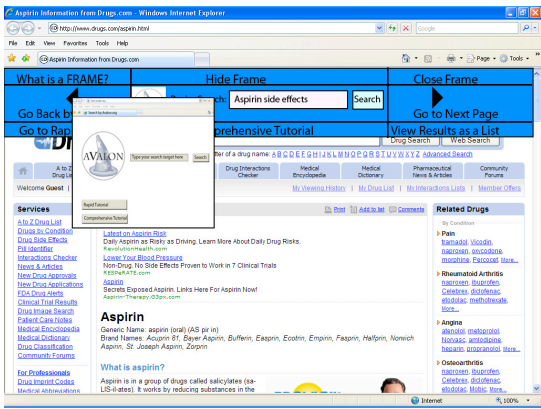 Aspirin Information from Drugs.com - Windows Internet Explorer
http://www.drugs.com/aspirin.html
Google
File Edit View Favorites Tools Help
Aspirin Information from Drugs.com
Page Tools
What is a FRAME? Hide Frame Close Frame
Aspirin side effects Search
Go Back Go to Next Page
Go to Rap prehensive Tutorial View Results as a List
Drug Search Web Search
AVALON Type your search target here Search
Rapid Tutorial
Comprehensive Tutorial
ter of a drug name: A B C D E F G H I J K L M N O P Q R S T U V W X Y Z Advanced Search
A to Z Drug List
Drug Interactions Checker
Medical Encyclopedia
Medical Dictionary
Pharmaceutical News & Articles
Community Forums
Welcome Guest | My Viewing History | My Drug List | My Interactions Lists | Member Offers
Services
A to Z Drug List
Drugs by Condition
Drug Side Effects
Pill Identifier
Interactions Checker
News & Articles
New Drug Approvals
New Drug Applications
FDA Drug Alerts
Clinical Trial Results
Drug Image Search
Patient Care Notes
Medical Encyclopedia
Medical Dictionary
Drug Classification
Community Forums
For Professionals
Drug Imprint Codes
Medical Abbreviations
Print Add to list Comments
Latest on Aspirin Risk
Daily Aspirin as Risky as Driving. Learn More About Daily Drug Risks.
RevolutionHealth.com
Lower Your Blood Pressure
Non-Drug. No Side Effects Proven to Work in 7 Clinical Trials
RESPeRATE.com
Aspirin
Secrets Exposed Aspirin. Links Here For Aspirin Now!
Aspirin-Therapy.G3px.com
Aspirin
Generic Name: aspirin (oral) (AS pir in)
Brand Names: Acuprin 81, Bayer Aspirin, Bufferin, Easprin, Ecotrin, Empirin, Fasprin, Halfprin, Norwich Aspirin, St. Joseph Aspirin, Zorprin
What is aspirin?
Aspirin is in a group of drugs called salicylates (sa-
LIS-il-ates). It works by reducing substances in the
Related Drugs
By Condition
Pain
tramadol, Vicodin,
naproxen, oxycodone,
morphine, Percocet, More...
Rheumatoid Arthritis
naproxen, ibuprofen,
Celebrex, diclofenac,
etodolac, methotrexate,
More...
Angina
atenolol, metoprolol,
Norvasc, amlodipine,
heparin, propranolol, More...
Osteoarthritis
naproxen, ibuprofen,
Celebrex, diclofenac,
etodolac, Mobic, More...
Internet 100%